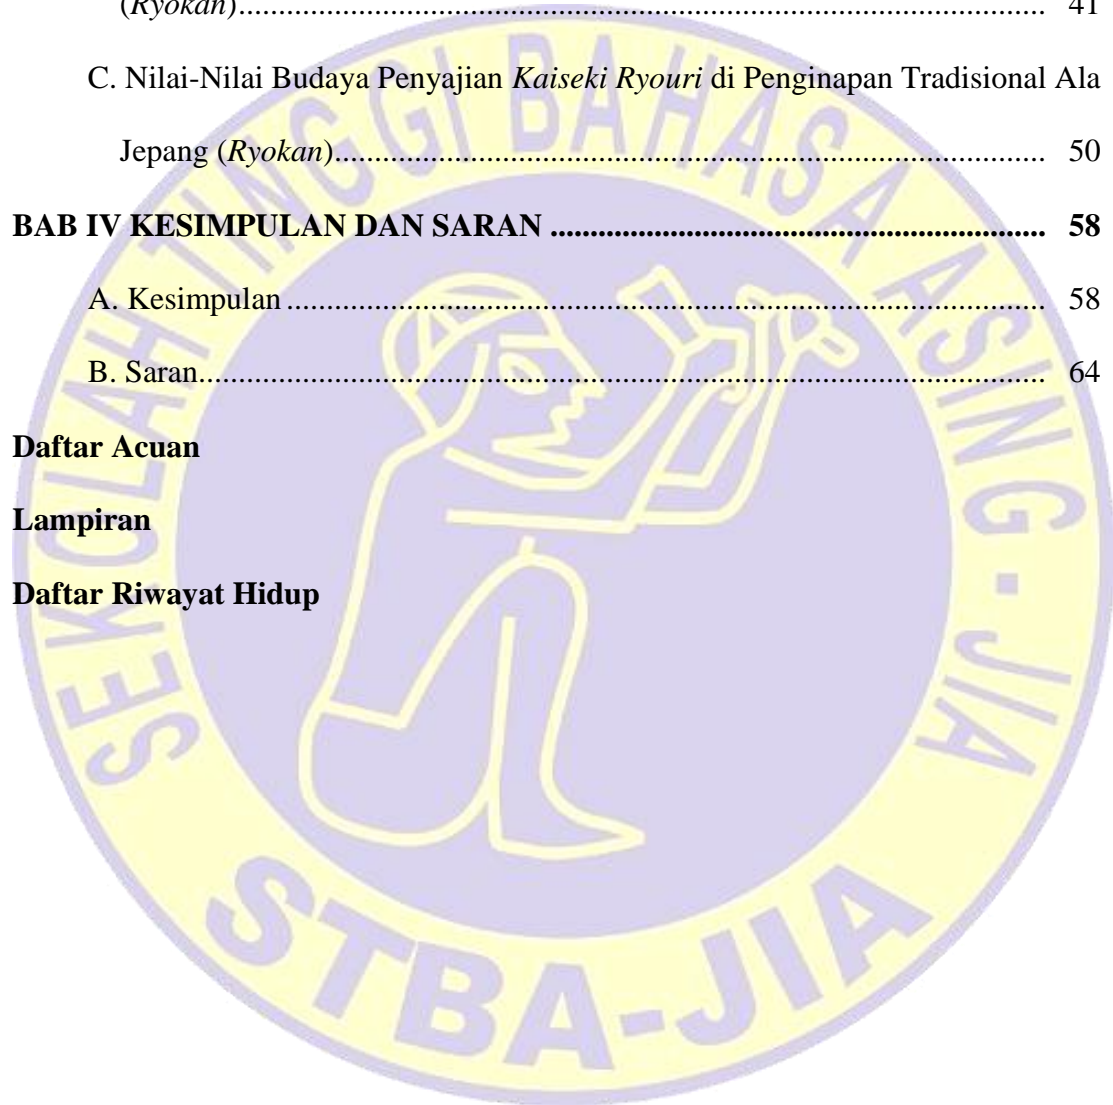 (Ryokan)..................................................................................................... 41
C. Nilai-Nilai Budaya Penyajian Kaiseki Ryouri di Penginapan Tradisional Ala
Jepang (Ryokan)......................................................................................... 50
BAB IV KESIMPULAN DAN SARAN .............................................................. 58
A. Kesimpulan ............................................................................................... 58
B. Saran.......................................................................................................... 64
Daftar Acuan
Lampiran
Daftar Riwayat Hidup
SEKOLAH TINGGI BAHASA ASING - JIA
STBA-JIA